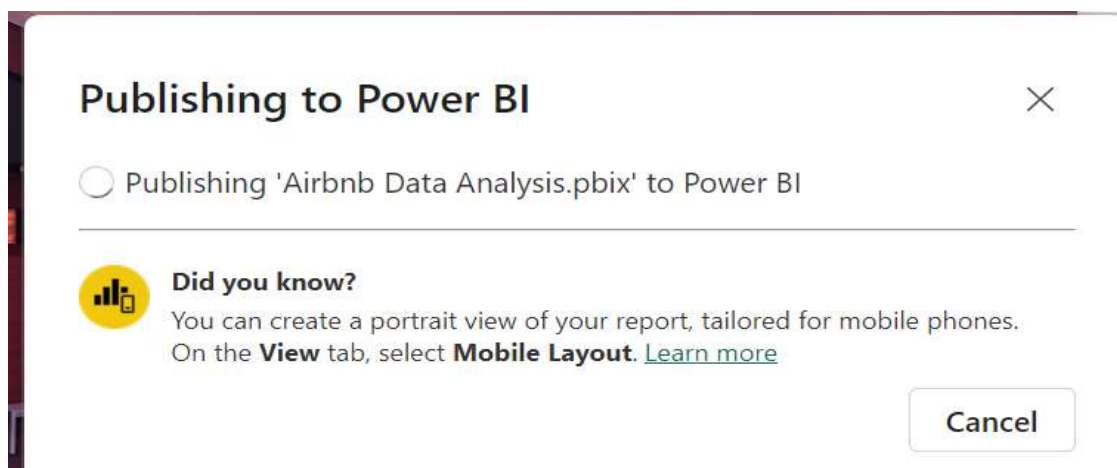 Publishing to Power BI
Publishing 'Airbnb Data Analysis.pbix' to Power BI
Did you know?
You can create a portrait view of your report, tailored for mobile phones.
On the View tab, select Mobile Layout. Learn more
Cancel